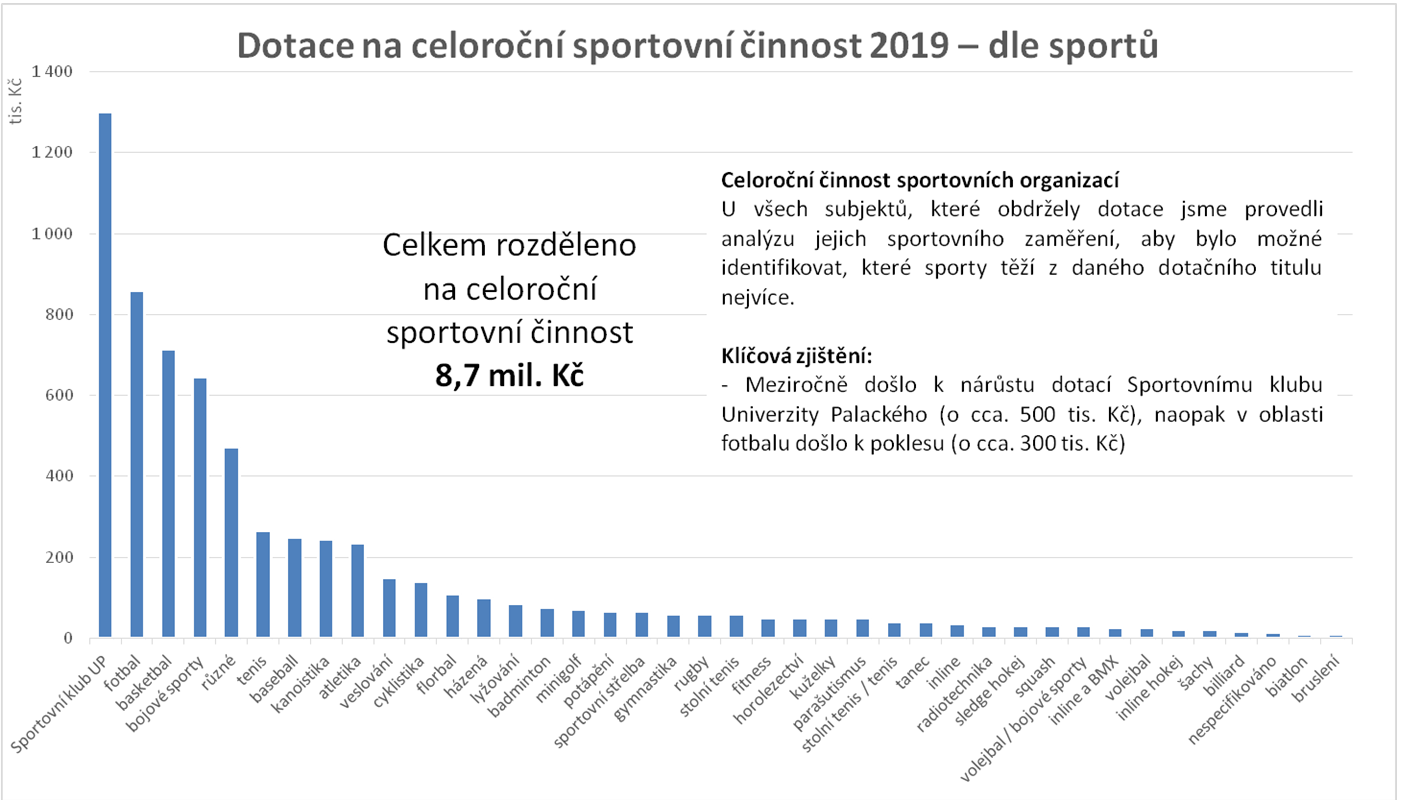 Dotace na celoroční sportovní činnost 2019 – dle sportů
tis. Kč
1 400
1 200
1 000
800
600
400
200
0
Celkem rozděleno
na celoroční
sportovní činnost
8,7 mil. Kč
Celoroční činnost sportovních organizací
U všech subjektů, které obdržely dotace jsme provedli
analýzu jejich sportovního zaměření, aby bylo možné
identifikovat, které sporty těží z daného dotačního titulu
nejvíce.
Klíčová zjištění:
- Meziročně došlo k nárůstu dotací Sportovnímu klubu
Univerzity Palackého (o cca. 500 tis. Kč), naopak v oblasti
fotbalu došlo k poklesu (o cca. 300 tis. Kč)
Sportovní klub UP
fotbal
basketbal
bojové sporty
různé
tenis
baseball
kanoistika
atletika
veslování
cyklistika
florbal
házená
lyžování
badminton
minigolf
potápění
sportovní střelba
gymnastika
rugby
stolní tenis
fitness
horolezectví
kuželky
parašutismus
stolní tenis / tenis
tanec
inline
radiotechnika
sledge hokej
squash
volejbal / bojové sporty
inline a BMX
volejbal
inline hokej
šachy
billiard
nespecifikováno
biatlon
bruslení